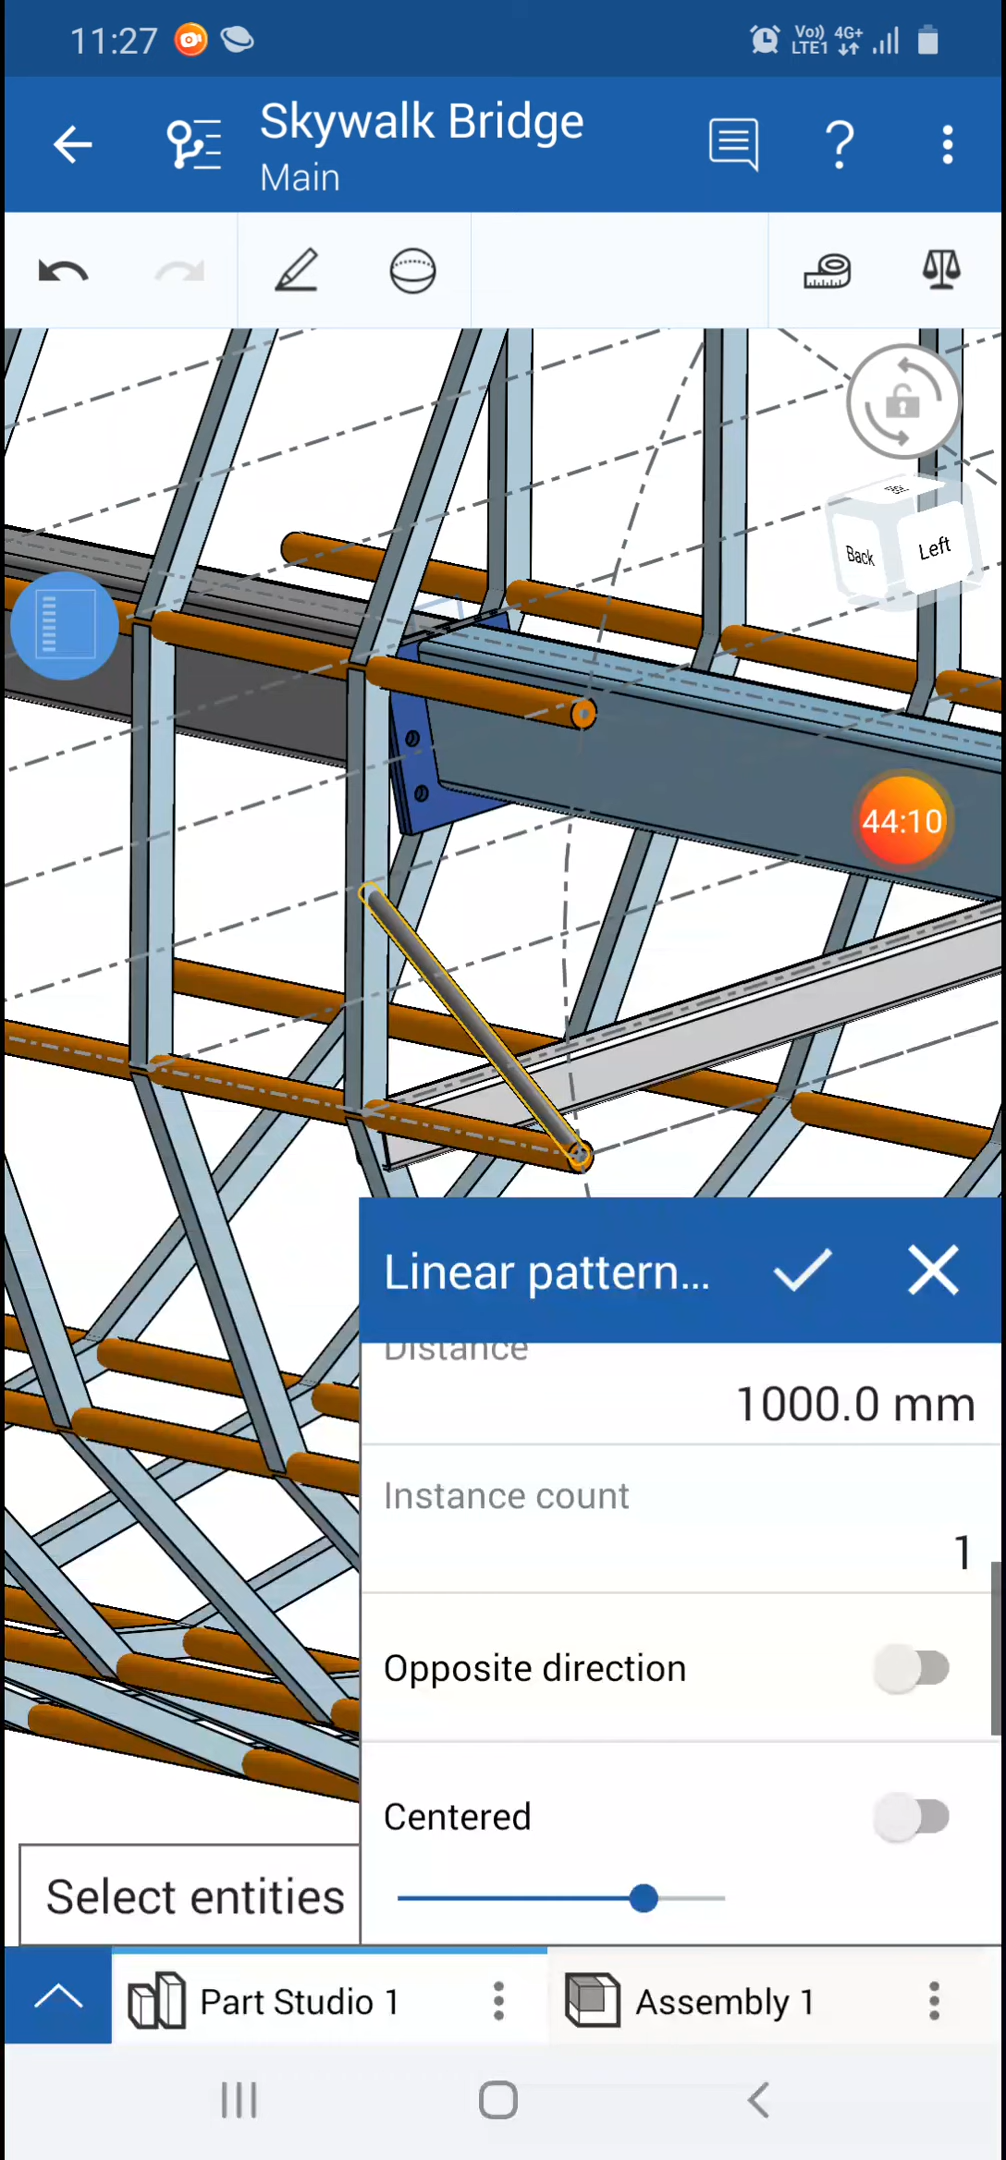 11:27
Vo)) 4G+
LTE1
Skywalk Bridge
Main
?
Back
Left
44:10
Linear pattern...
Distance
1000.0 mm
Instance count
1
Opposite direction
Centered
Select entities
Part Studio 1
Assembly 1